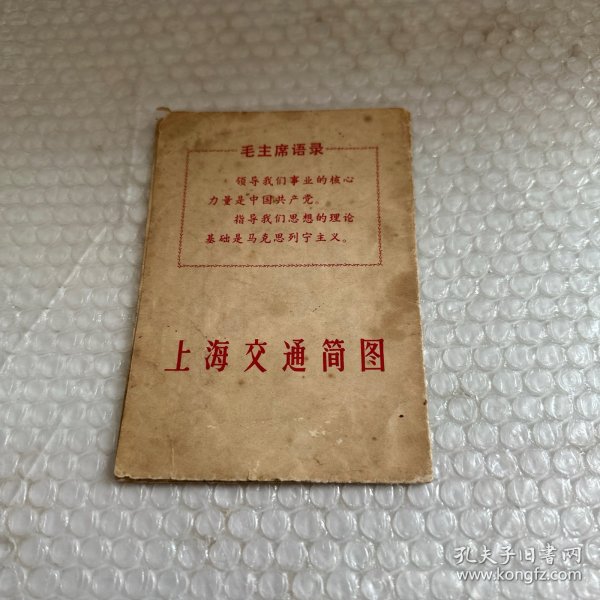 毛主席语录
领导我们事业的核心
力量是中国共产党。
指导我们思想的理论
基础是马克思列宁主义。
上海交通简图
孔夫子旧书网
www.kongfz.com